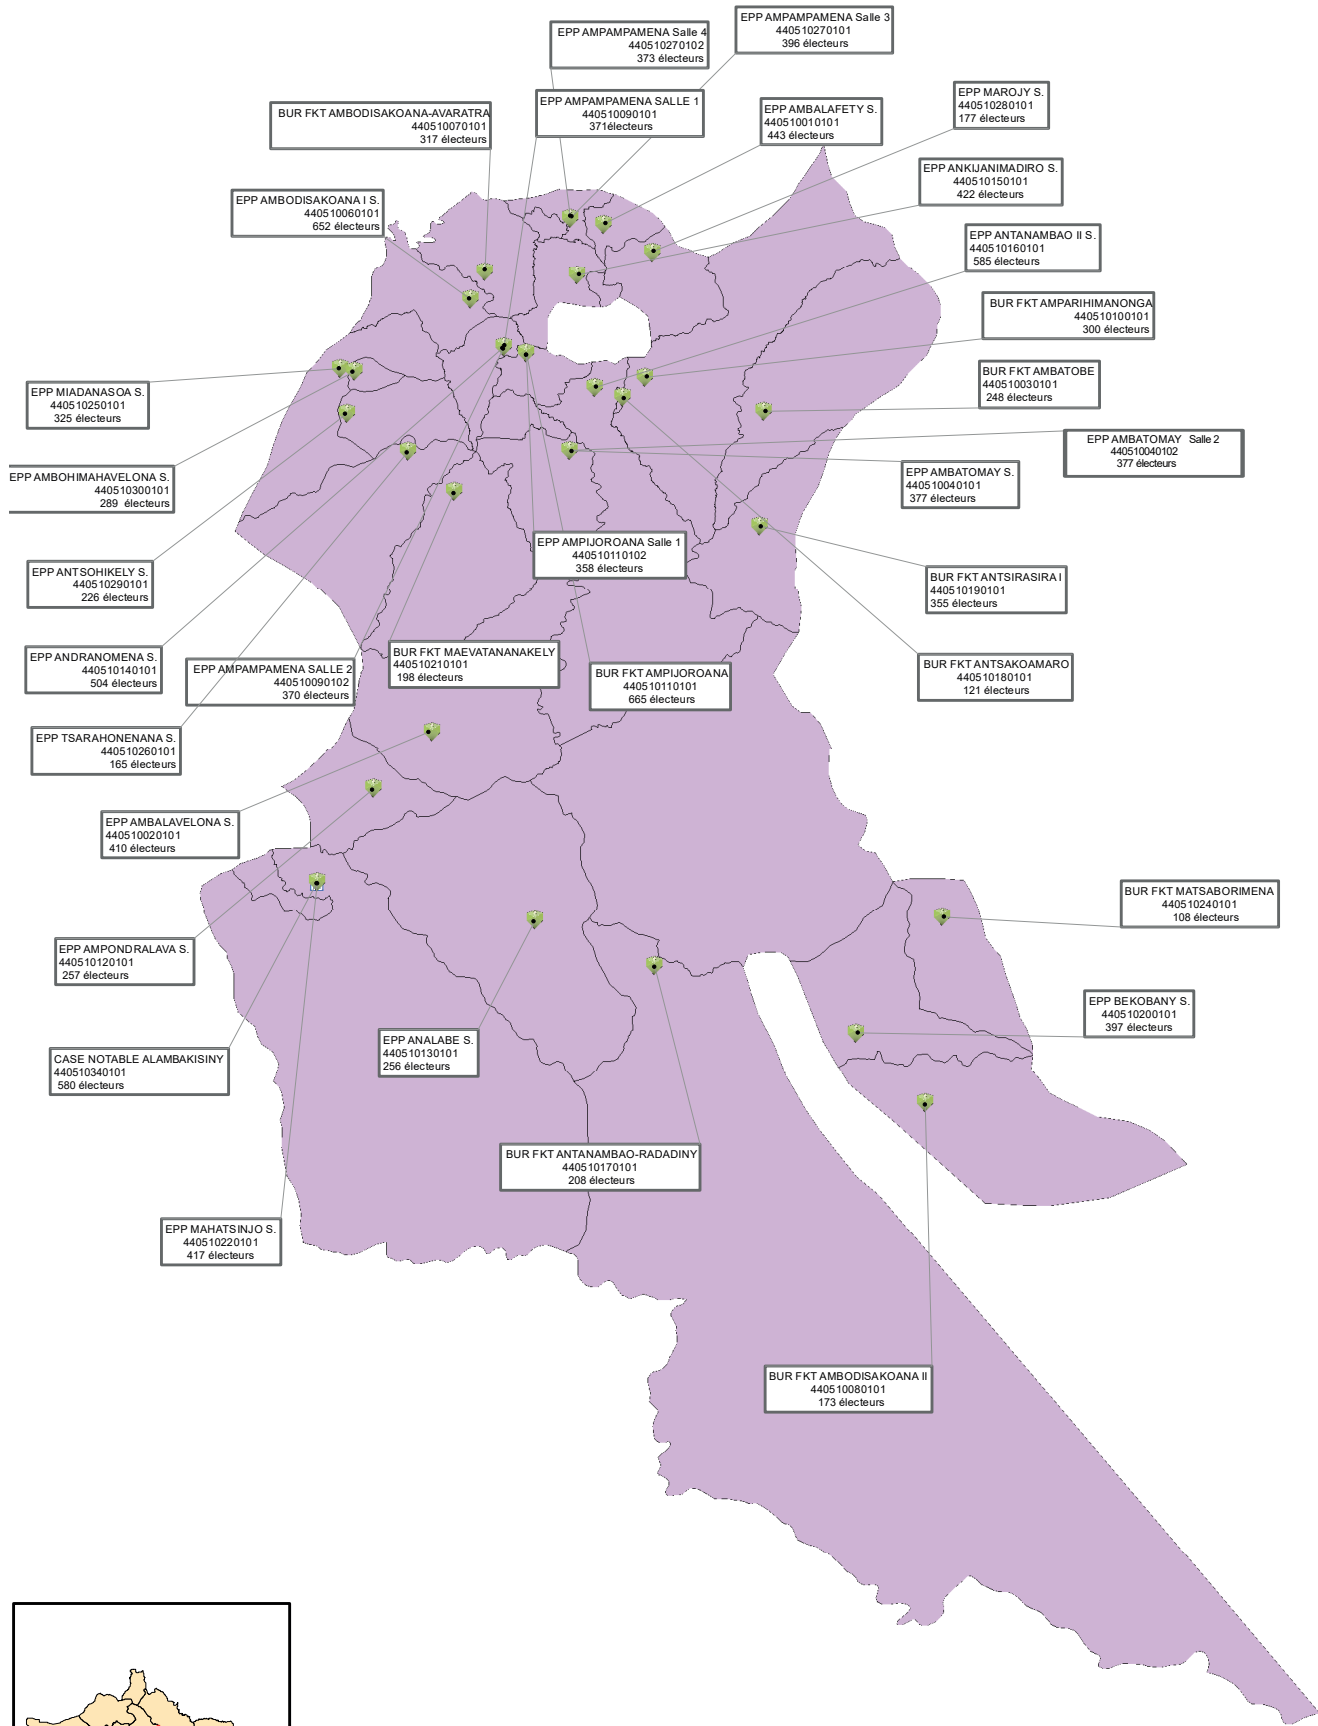 EPP AMPAMPAMENA Salle 3
440510270101
396 électeurs
EPP AMPAMPAMENA Salle 4
440510270102
373 électeurs
EPP MAROJY S.
440510280101
177 électeurs
EPP AMPAMPAMENA SALLE 1
440510090101
371électeurs
EPP AMBALAFETY S.
440510010101
443 électeurs
BUR FKT AMBODISAKOANA-AVARATRA
440510070101
317 électeurs
EPP ANKIJANIMADIRO S.
440510150101
422 électeurs
EPP AMBODISAKOANA I S.
440510060101
652 électeurs
EPP ANTANAMBAO II S.
440510160101
585 électeurs
BUR FKT AMPARIHIMANONGA
440510100101
300 électeurs
BUR FKT AMBATOBE
440510030101
248 électeurs
EPP MIADANASOA S.
440510250101
325 électeurs
EPP AMBATOMAY Salle 2
440510040102
377 électeurs
EPP AMBATOMAY S.
440510040101
377 électeurs
EPP AMBOHIMAHAVELONA S.
440510300101
289 électeurs
EPP AMPIJOROANA Salle 1
440510110102
358 électeurs
EPP ANTSOHIKELY S.
440510290101
226 électeurs
BUR FKT ANTSIRASIRA I
440510190101
355 électeurs
EPP ANDRANOMENA S.
440510140101
504 électeurs
EPP AMPAMPAMENA SALLE 2
440510090102
370 électeurs
BUR FKT MAEVATANANAKELY
440510210101
198 électeurs
BUR FKT AMPIJOROANA
440510110101
665 électeurs
BUR FKT ANTSAKOAMARO
440510180101
121 électeurs
EPP TSARAHONENANA S.
440510260101
165 électeurs
EPP AMBALAVELONA S.
440510020101
410 électeurs
BUR FKT MATSABORIMENA
440510240101
108 électeurs
EPP AMPONDRALAVA S.
440510120101
257 électeurs
EPP BEKOBANY S.
440510200101
397 électeurs
EPP ANALABE S.
440510130101
256 électeurs
CASE NOTABLE ALAMBAKISINY
440510340101
580 électeurs
BUR FKT ANTANAMBAO-RADADINY
440510170101
208 électeurs
EPP MAHATSINJO S.
440510220101
417 électeurs
BUR FKT AMBODISAKOANA II
440510080101
173 électeurs